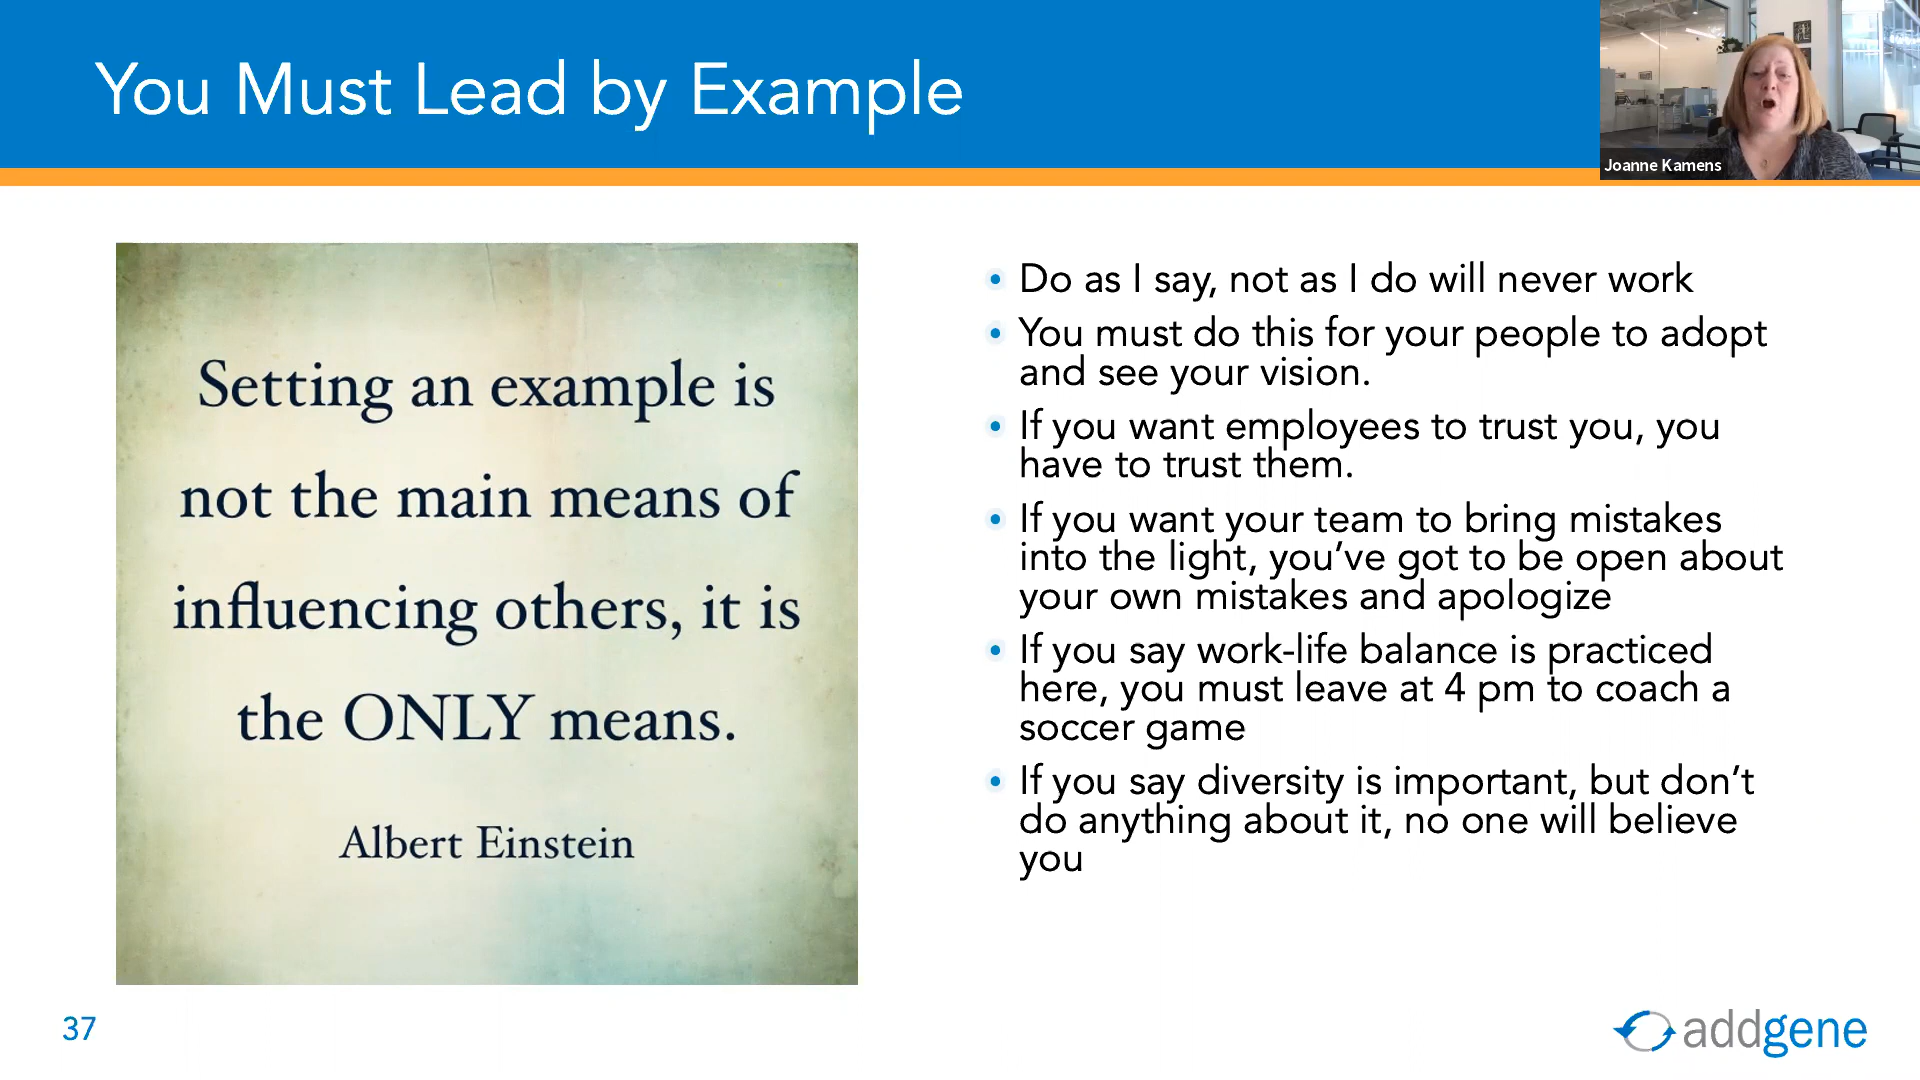 You Must Lead by Example
Joanne Kamens
Setting an example is
not the main means of
influencing others, it is
the ONLY means.
Albert Einstein
• Do as I say, not as I do will never work
• You must do this for your people to adopt
and see your vision.
• If you want employees to trust you, you
have to trust them.
• If you want your team to bring mistakes
into the light, you’ve got to be open about
your own mistakes and apologize
• If you say work-life balance is practiced
here, you must leave at 4 pm to coach a
soccer game
• If you say diversity is important, but don’t
do anything about it, no one will believe
you
37
addgene